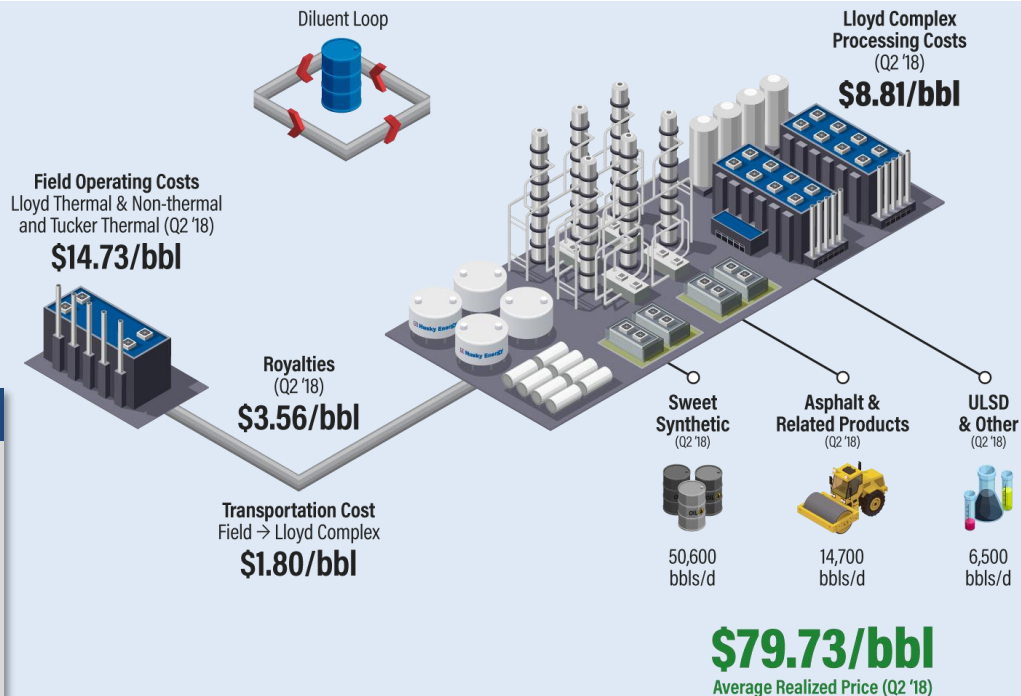 Diluent Loop
Lloyd Complex
Processing Costs
(Q2 '18)
$8.81/bbl
Field Operating Costs
Lloyd Thermal & Non-thermal
and Tucker Thermal (Q2 '18)
$14.73/bbl
Husky Energy
Husky Energy
Royalties
(Q2 '18)
$3.56/bbl
Transportation Cost
Field → Lloyd Complex
$1.80/bbl
Sweet
Synthetic
(Q2 '18)
OIL
50,600
bbls/d
Asphalt &
Related Products
(Q2 '18)
14,700
bbls/d
ULSD
& Other
(Q2 '18)
6,500
bbls/d
$79.73/bbl
Average Realized Price (Q2 '18)